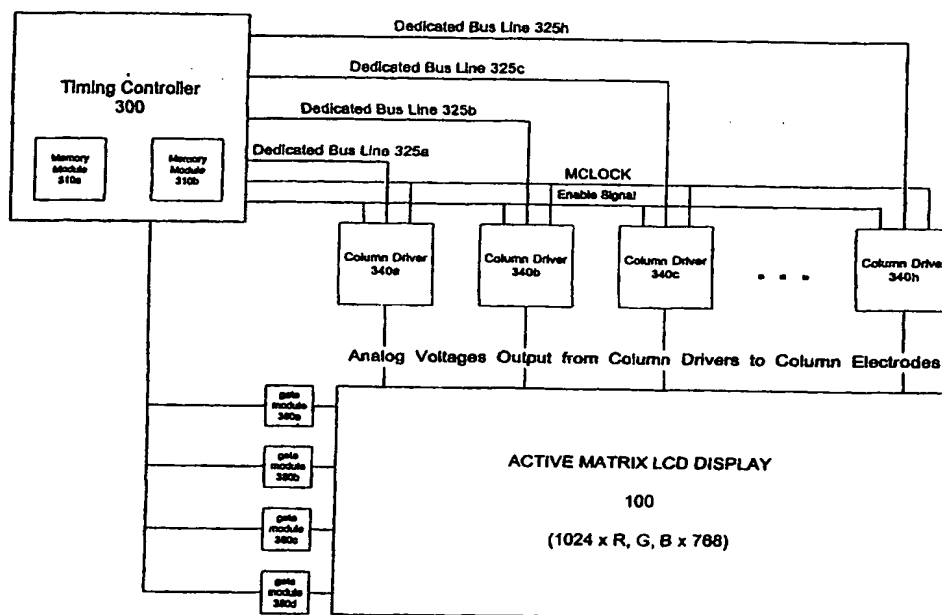 Dedicated Bus Line 325h
Dedicated Bus Line 325c
Dedicated Bus Line 325b
Dedicated Bus Line 325a
Timing Controller
300
Memory
Module
310a
Memory
Module
310b
MCLOCK
Enable Signal
Column Driver
340a
Column Driver
340b
Column Driver
340c
Column Driver
340h
Analog Voltages Output from Column Drivers to Column Electrodes
gate
module
380a
gate
module
380b
gate
module
380c
gate
module
380d
ACTIVE MATRIX LCD DISPLAY
100
(1024 x R, G, B x 768)